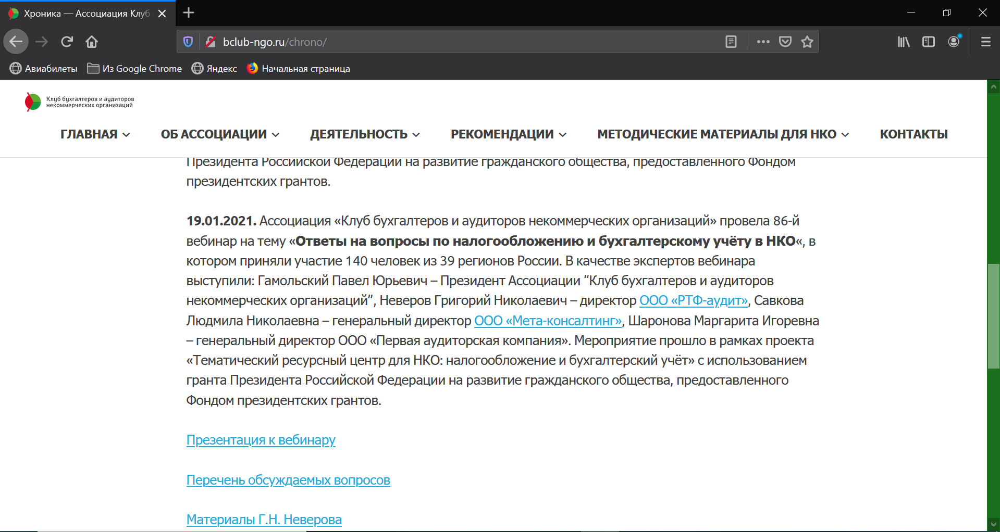 Хроника — Ассоциация Клуб
bclub-ngo.ru/chrono/
Авиабилеты Из Google Chrome Яндекс Начальная страница
Клуб бухгалтеров и аудиторов
некоммерческих организаций
ГЛАВНАЯ ОБ АССОЦИАЦИИ ДЕЯТЕЛЬНОСТЬ РЕКОМЕНДАЦИИ МЕТОДИЧЕСКИЕ МАТЕРИАЛЫ ДЛЯ НКО КОНТАКТЫ
Президента Российской Федерации на развитие гражданского общества, предоставленного Фондом
президентских грантов.
19.01.2021. Ассоциация «Клуб бухгалтеров и аудиторов некоммерческих организаций» провела 86-й
вебинар на тему «Ответы на вопросы по налогообложению и бухгалтерскому учёту в НКО«, в
котором приняли участие 140 человек из 39 регионов России. В качестве экспертов вебинара
выступили: Гамольский Павел Юрьевич – Президент Ассоциации “Клуб бухгалтеров и аудиторов
некоммерческих организаций”, Неверов Григорий Николаевич – директор ООО «РТФ-аудит», Савкова
Людмила Николаевна – генеральный директор ООО «Мета-консалтинг», Шаронова Маргарита Игоревна
– генеральный директор ООО «Первая аудиторская компания». Мероприятие прошло в рамках проекта
«Тематический ресурсный центр для НКО: налогообложение и бухгалтерский учёт» с использованием
гранта Президента Российской Федерации на развитие гражданского общества, предоставленного
Фондом президентских грантов.
Презентация к вебинару
Перечень обсуждаемых вопросов
Материалы Г.Н. Неверова